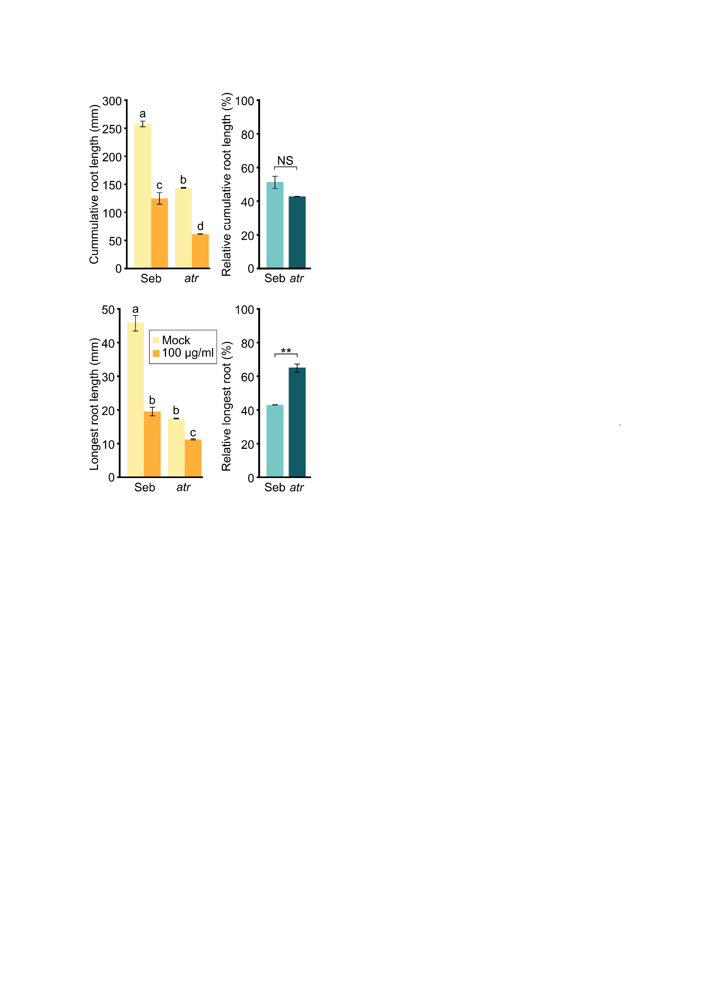 Cummulative root length (mm)
300
250
200
150
100
50
0
a
c
b
d
Seb
atr
Relative cumulative root length (%)
100
80
60
40
20
0
NS
Seb
atr
Longest root length (mm)
50
40
30
20
10
0
a
b
b
c
Mock
100 µg/ml
Seb
atr
Relative longest root (%)
100
80
60
40
20
0
**
Seb
atr